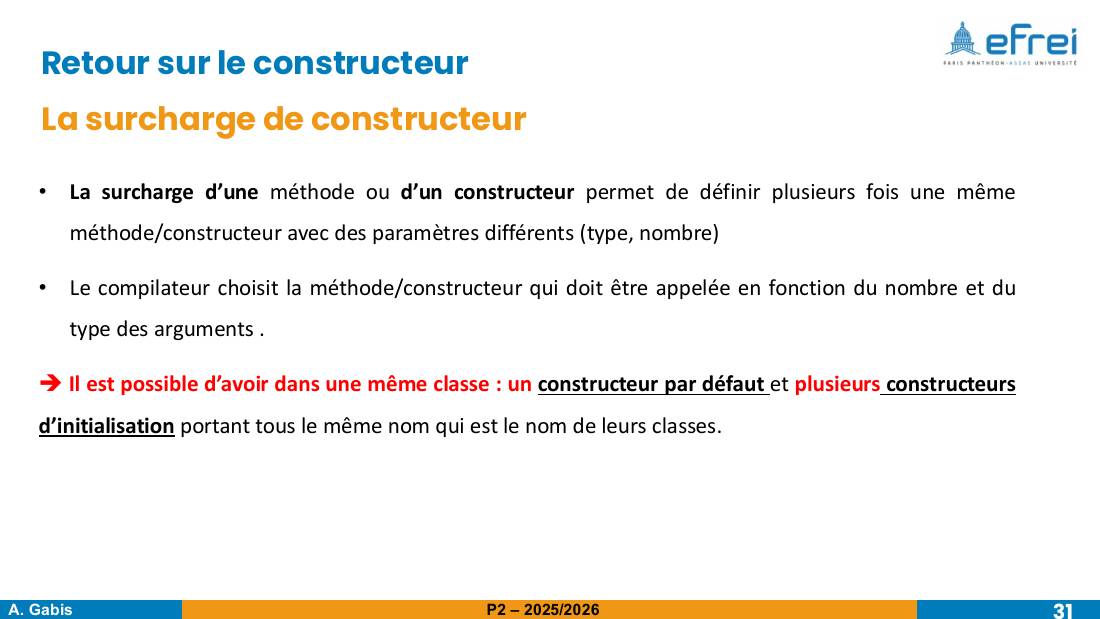 efrei
PARIS PANTHÉON-ASSAS UNIVERSITÉ
Retour sur le constructeur
La surcharge de constructeur
• La surcharge d’une méthode ou d’un constructeur permet de définir plusieurs fois une même
méthode/constructeur avec des paramètres différents (type, nombre)
• Le compilateur choisit la méthode/constructeur qui doit être appelée en fonction du nombre et du
type des arguments .
➔ Il est possible d’avoir dans une même classe : un constructeur par défaut et plusieurs constructeurs
d’initialisation portant tous le même nom qui est le nom de leurs classes.
A. Gabis
P2 – 2025/2026
31